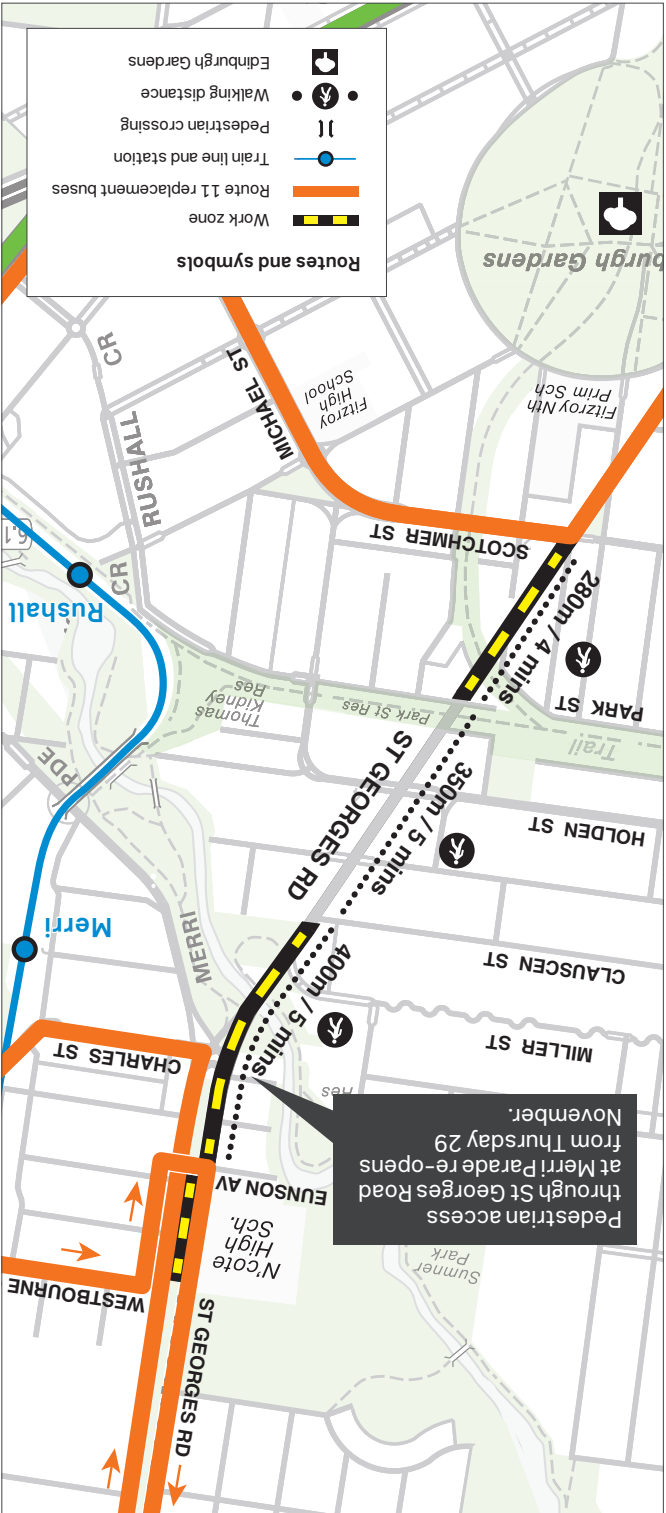 ST GEORGES RD
WESTBOURNE
Sumner
Park
N'cote
High
Sch.
Pedestrian access
through St Georges Road
at Merri Parade re-opens
from Thursday 29
November.
EUNSON AV
Res
400m / 5 mins
CHARLES ST
MILLER ST
CLAUSCEN ST
MERRI
PDE
Merri
350m / 5 mins
HOLDEN ST
ST GEORGES RD
Trail
Park St Res
Thomas
Kidney
Res
PARK ST
280m / 4 mins
Rushall
CR
SCOTCHMER ST
RUSHALL
CR
6.1
Fitzroy Nth
Prim Sch
Fitzroy
High
School
MICHAEL ST
burgh Gardens
Routes and symbols
Work zone
Route 11 replacement buses
Train line and station
Pedestrian crossing
Walking distance
Edinburgh Gardens